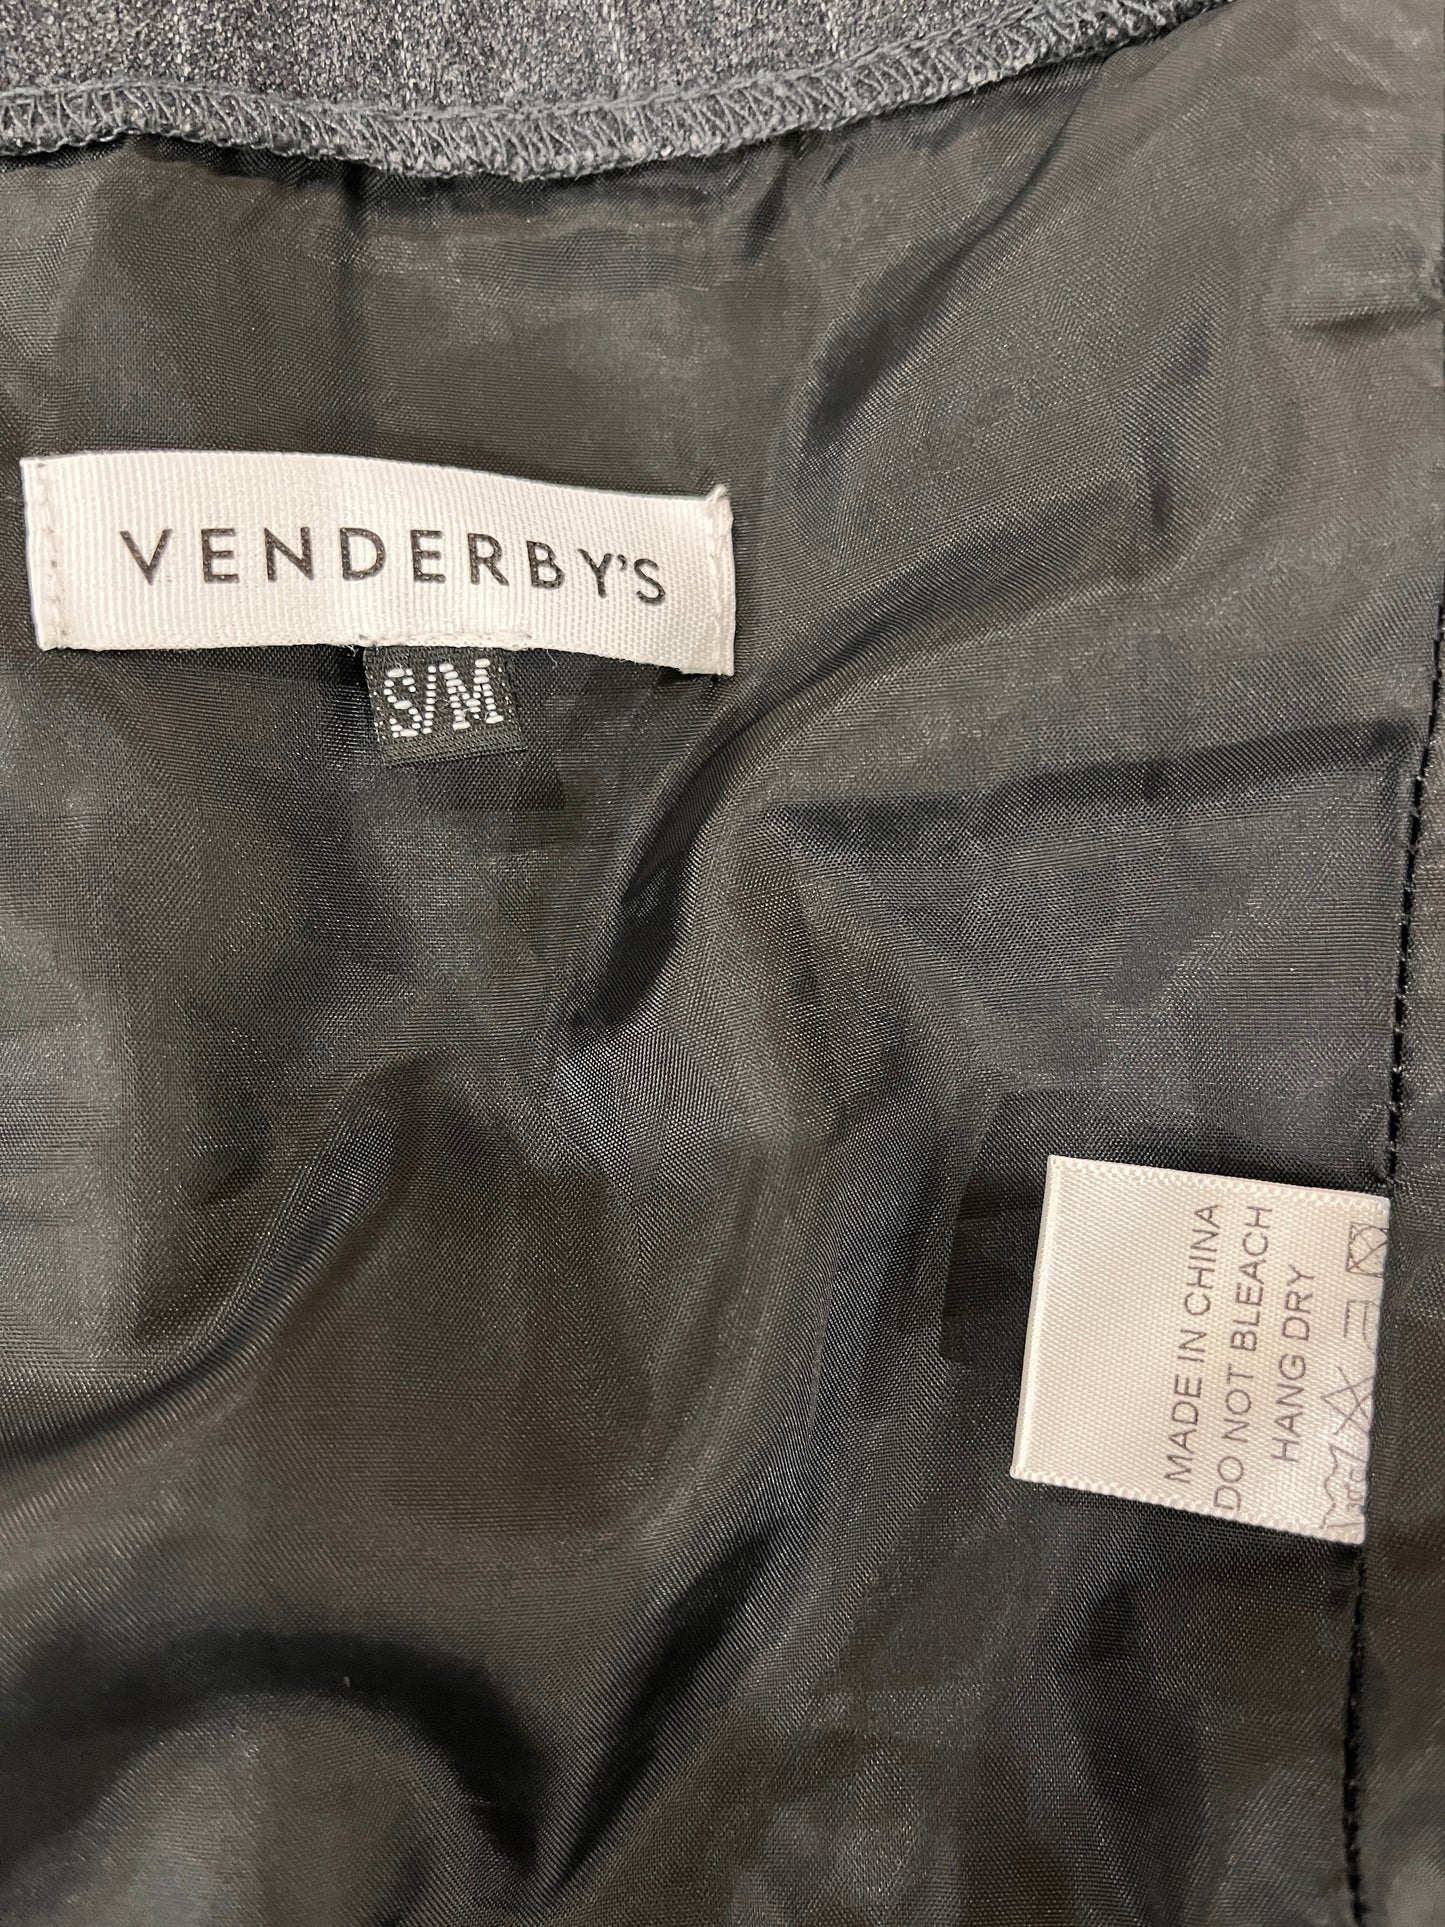 VENDERBY'S
S/M
MADE IN CHINA
DO NOT BLEACH
HANG DRY